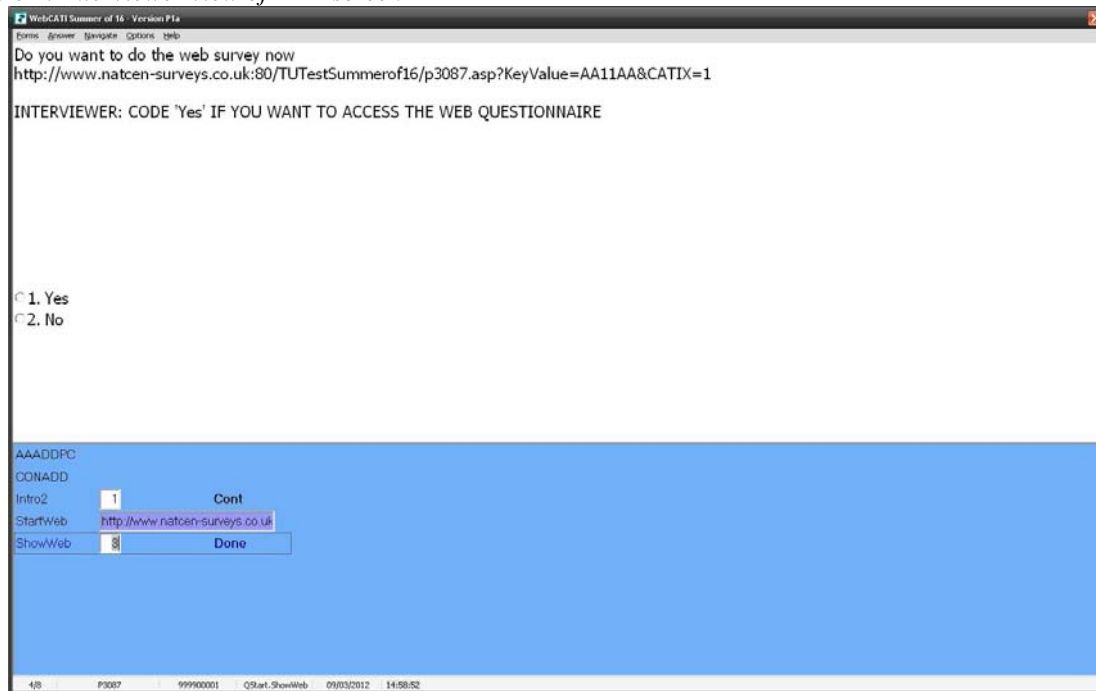 WebCATI Summer of 16 - Version P1a
Forms Answer Navigate Options Help
Do you want to do the web survey now
http://www.natcen-surveys.co.uk:80/TUTestSummerof16/p3087.asp?KeyValue=AA11AA&CATIX=1
INTERVIEWER: CODE 'Yes' IF YOU WANT TO ACCESS THE WEB QUESTIONNAIRE
1. Yes
2. No
AAADDPC
CONADD
Intro2 1 Cont
StartWeb http://www.natcen-surveys.co.uk
ShowWeb 8 Done
4/8 P3087 999900001 QStart.ShowWeb 09/03/2012 14:58:52